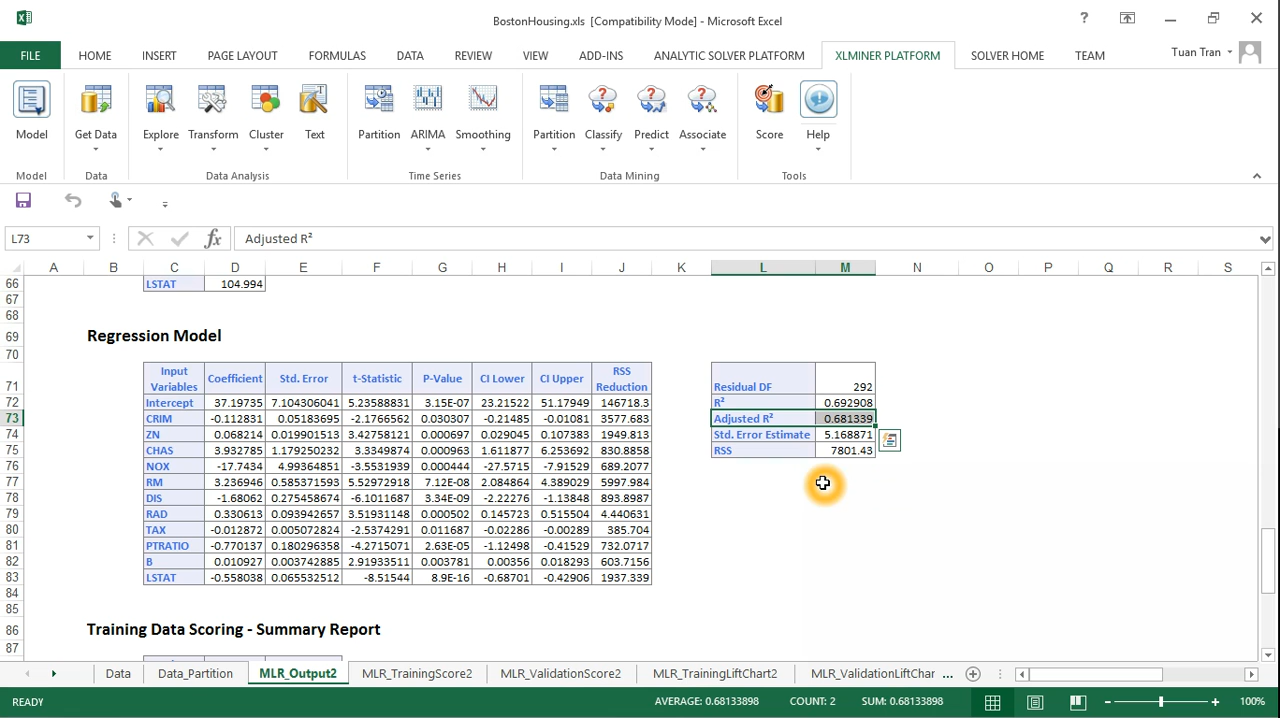 BostonHousing.xls [Compatibility Mode] - Microsoft Excel
FILE HOME INSERT PAGE LAYOUT FORMULAS DATA REVIEW VIEW ADD-INS ANALYTIC SOLVER PLATFORM XLMINER PLATFORM SOLVER HOME TEAM Tuan Tran
Model Get Data Explore Transform Cluster Text Partition ARIMA Smoothing Partition Classify Predict Associate Score Help
Model Data Data Analysis Time Series Data Mining Tools
L73 fx Adjusted R²
A B C D E F G H I J K L M N O P Q R S
66 LSTAT 104.994
67
68
69 Regression Model
70
71 Input Variables Coefficient Std. Error t-Statistic P-Value CI Lower CI Upper RSS Reduction Residual DF 292
72 Intercept 37.19735 7.104306041 5.23588831 3.15E-07 23.21522 51.17949 146718.3 R² 0.692908
73 CRIM -0.112831 0.05183695 -2.1766562 0.030307 -0.21485 -0.01081 3577.683 Adjusted R² 0.681339
74 ZN 0.068214 0.019901513 3.42758121 0.000697 0.029045 0.107383 1949.813 Std. Error Estimate 5.168871
75 CHAS 3.932785 1.179250232 3.3349874 0.000963 1.611877 6.253692 830.8858 RSS 7801.43
76 NOX -17.7434 4.99364851 -3.5531939 0.000444 -27.5715 -7.91529 689.2077
77 RM 3.236946 0.585371593 5.52972918 7.12E-08 2.084864 4.389029 5997.984
78 DIS -1.68062 0.275458674 -6.1011687 3.34E-09 -2.22276 -1.13848 893.8987
79 RAD 0.330613 0.093942657 3.51931148 0.000502 0.145723 0.515504 4.440631
80 TAX -0.012872 0.005072824 -2.5374291 0.011687 -0.02286 -0.00289 385.704
81 PTRATIO -0.770137 0.180296358 -4.2715071 2.63E-05 -1.12498 -0.41529 732.0717
82 B 0.010927 0.003742885 2.91933511 0.003781 0.00356 0.018293 603.7156
83 LSTAT -0.558038 0.065532512 -8.51544 8.9E-16 -0.68701 -0.42906 1937.339
84
85
86 Training Data Scoring - Summary Report
87
Data Data_Partition MLR_Output2 MLR_TrainingScore2 MLR_ValidationScore2 MLR_TrainingLiftChart2 MLR_ValidationLiftChar ...
READY AVERAGE: 0.68133898 COUNT: 2 SUM: 0.68133898 100%